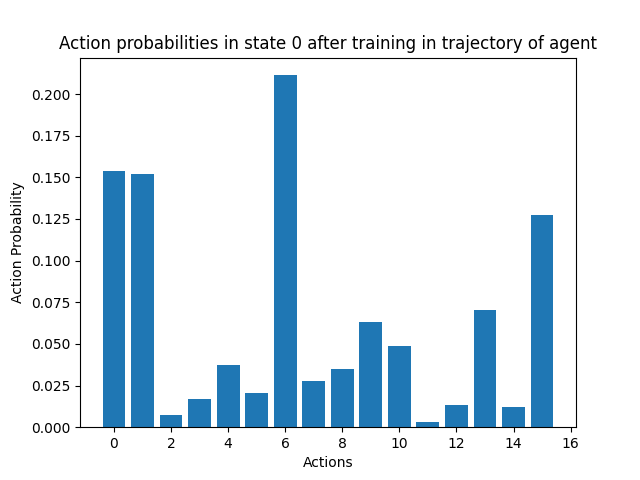 Action probabilities in state 0 after training in trajectory of agent
0.200
0.175
0.150
0.125
0.100
0.075
0.050
0.025
0.000
Action Probability
0 2 4 6 8 10 12 14 16
Actions